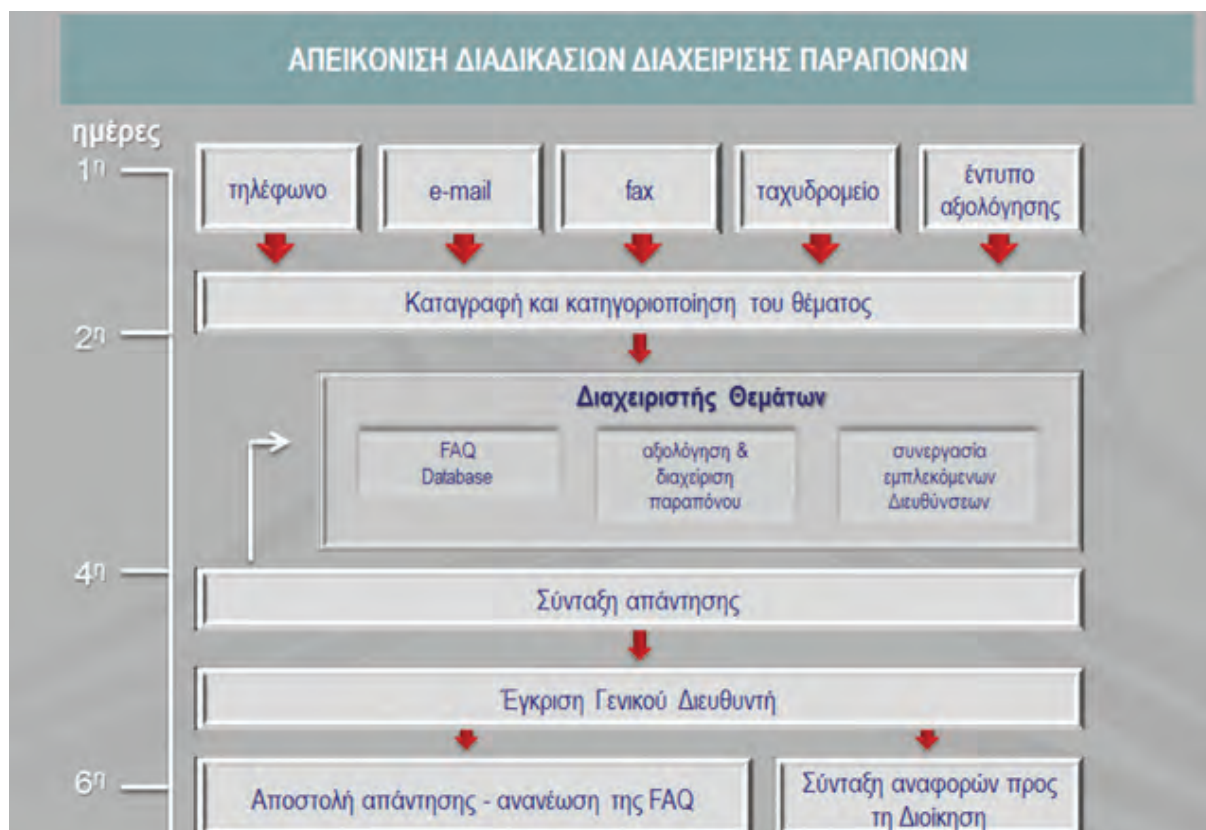 ΑΠΕΙΚΟΝΙΣΗ ΔΙΑΔΙΚΑΣΙΩΝ ΔΙΑΧΕΙΡΙΣΗΣ ΠΑΡΑΠΟΝΩΝ
ημέρες
1η
τηλέφωνο
e-mail
fax
ταχυδρομείο
έντυπο
αξιολόγησης
Καταγραφή και κατηγοριοποίηση του θέματος
2η
Διαχειριστής Θεμάτων
FAQ
Database
αξιολόγηση &
διαχείριση
παραπόνου
συνεργασία
εμπλεκόμενων
Διευθύνσεων
4η
Σύνταξη απάντησης
Έγκριση Γενικού Διευθυντή
6η
Αποστολή απάντησης - ανανέωση της FAQ
Σύνταξη αναφορών προς
τη Διοίκηση